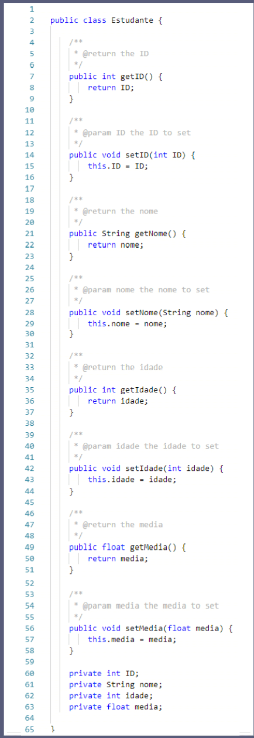 1
2 public class Estudante {
3
4 /**
5 * @return the ID
6 */
7 public int getID() {
8 return ID;
9 }
10
11 /**
12 * @param ID the ID to set
13 */
14 public void setID(int ID) {
15 this.ID = ID;
16 }
17
18 /**
19 * @return the nome
20 */
21 public String getNome() {
22 return nome;
23 }
24
25 /**
26 * @param nome the nome to set
27 */
28 public void setNome(String nome) {
29 this.nome = nome;
30 }
31
32 /**
33 * @return the idade
34 */
35 public int getIdade() {
36 return idade;
37 }
38
39 /**
40 * @param idade the idade to set
41 */
42 public void setIdade(int idade) {
43 this.idade = idade;
44 }
45
46 /**
47 * @return the media
48 */
49 public float getMedia() {
50 return media;
51 }
52
53 /**
54 * @param media the media to set
55 */
56 public void setMedia(float media) {
57 this.media = media;
58 }
59
60 private int ID;
61 private String nome;
62 private int idade;
63 private float media;
64
65 }